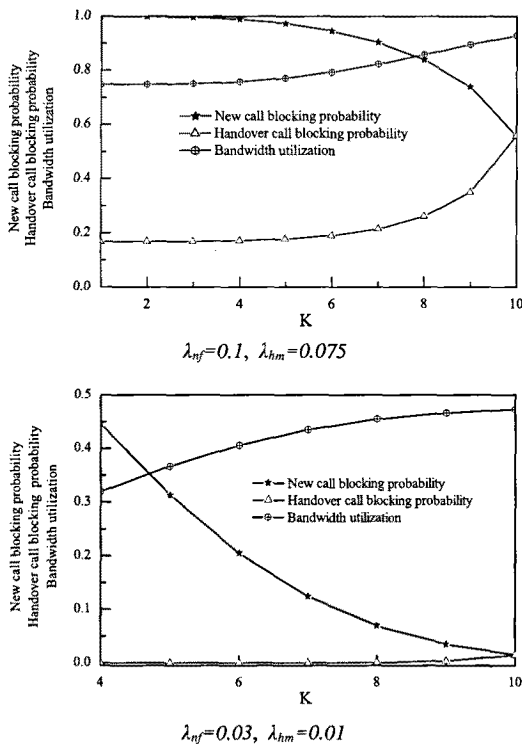 New call blocking probability
Handover call blocking probability
Bandwidth utilization
1.0
0.8
0.6
0.4
0.2
0.0
New call blocking probability
Handover call blocking probability
Bandwidth utilization
2
4
6
8
10
K
λnf=0.1, λhm=0.075
New call blocking probability
Handover call blocking probability
Bandwidth utilization
0.5
0.4
0.3
0.2
0.1
0.0
New call blocking probability
Handover call blocking probability
Bandwidth utilization
4
6
8
10
K
λnf=0.03, λhm=0.01